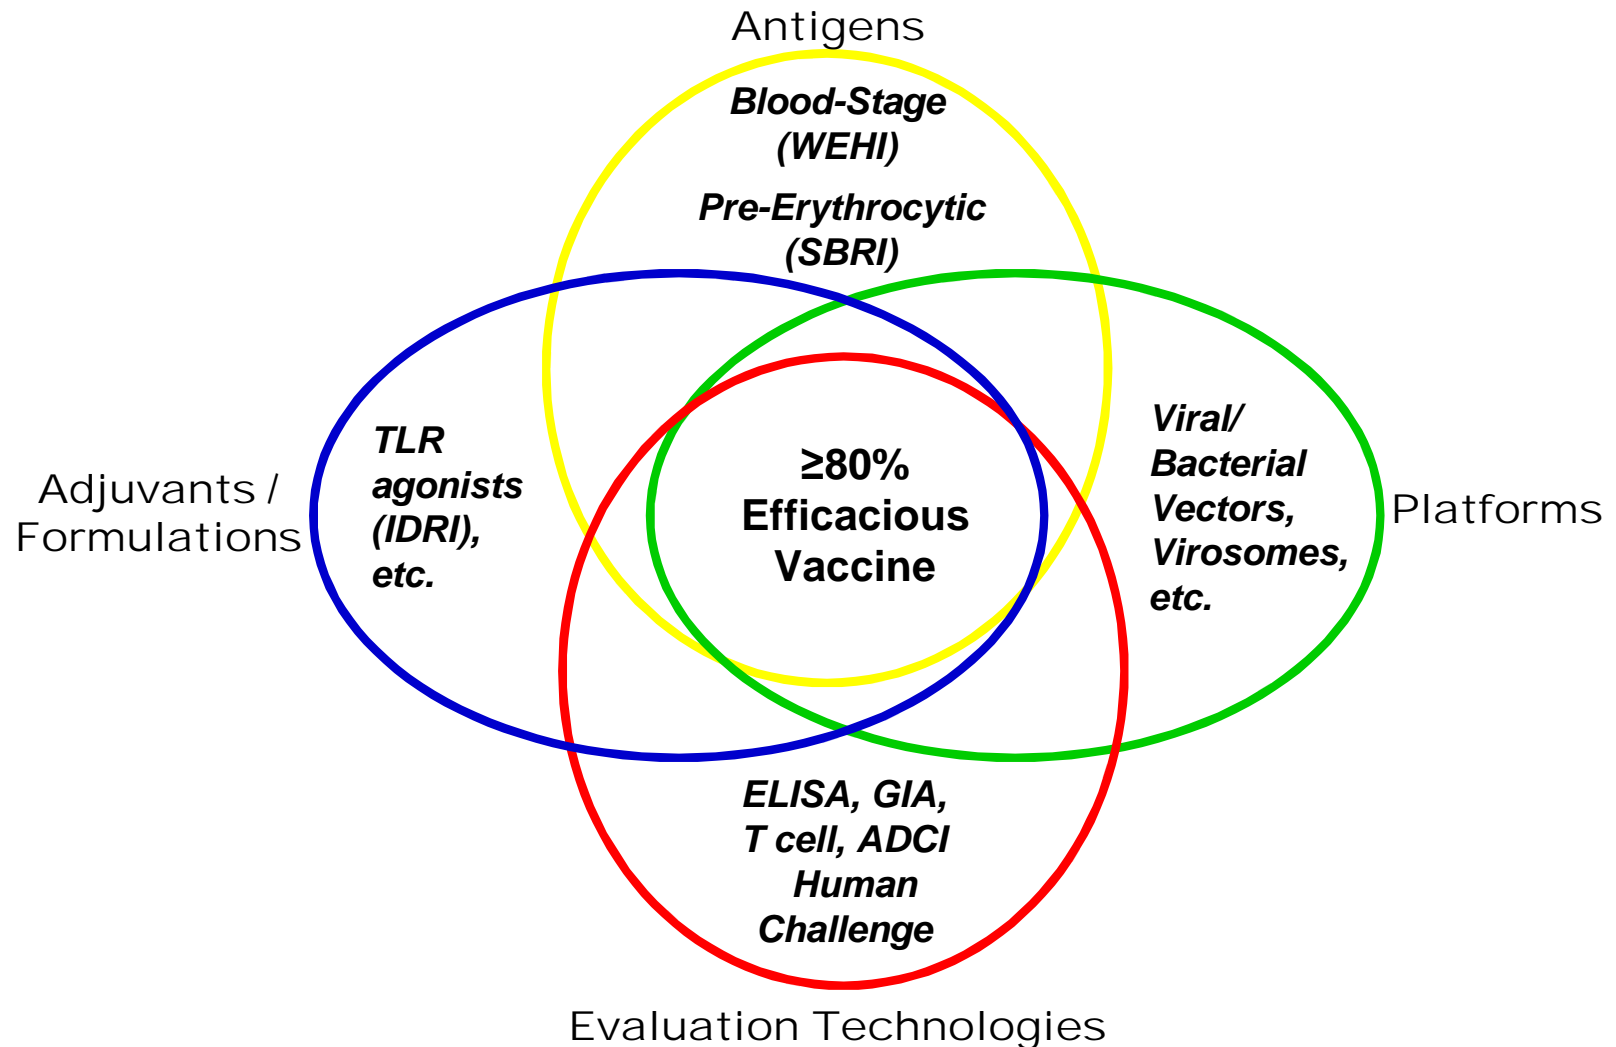 Antigens
Blood-Stage
(WEHI)
Pre-Erythrocytic
(SBRI)
Adjuvants /
Formulations
TLR
agonists
(IDRI),
etc.
≥80%
Efficacious
Vaccine
Viral/
Bacterial
Vectors,
Virosomes,
etc.
Platforms
ELISA, GIA,
T cell, ADCI
Human
Challenge
Evaluation Technologies